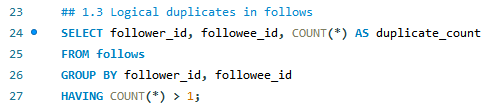 23 ## 1.3 Logical duplicates in follows
24 SELECT follower_id, followee_id, COUNT(*) AS duplicate_count
25 FROM follows
26 GROUP BY follower_id, followee_id
27 HAVING COUNT(*) > 1;